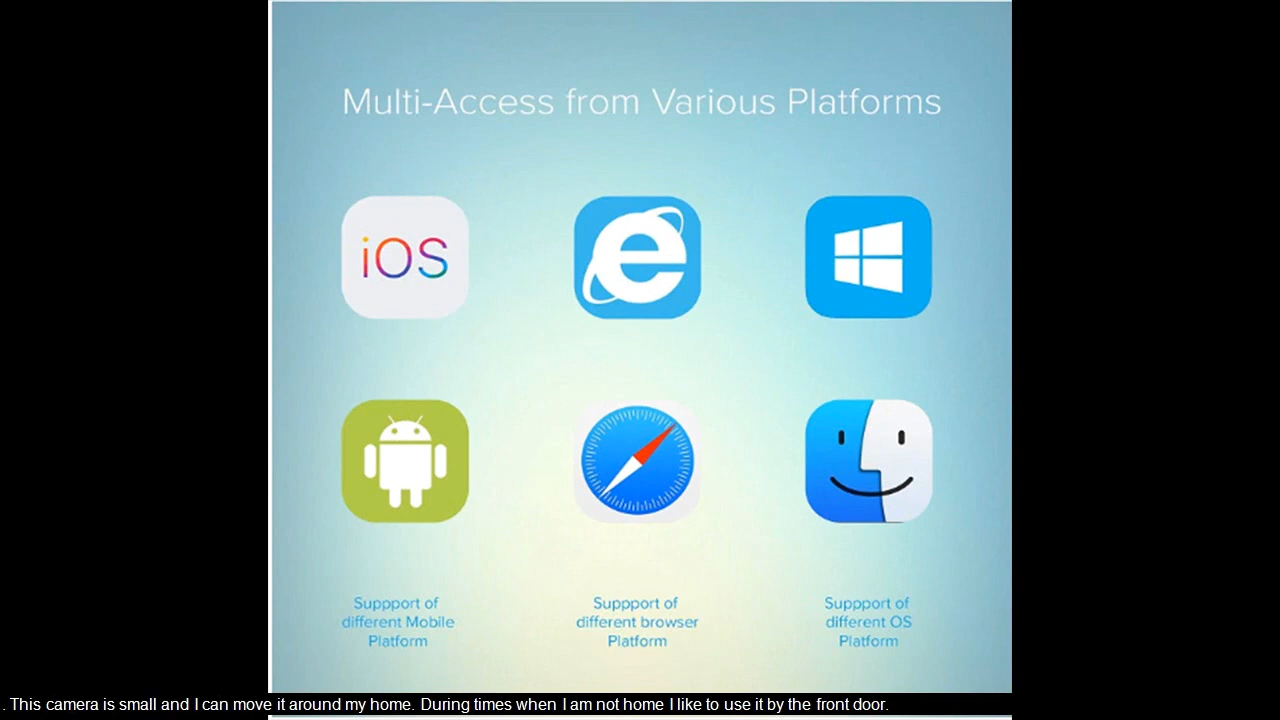 Multi-Access from Various Platforms
iOS
Suppport of
different Mobile
Platform
Suppport of
different browser
Platform
Suppport of
different OS
Platform
. This camera is small and I can move it around my home. During times when I am not home I like to use it by the front door.